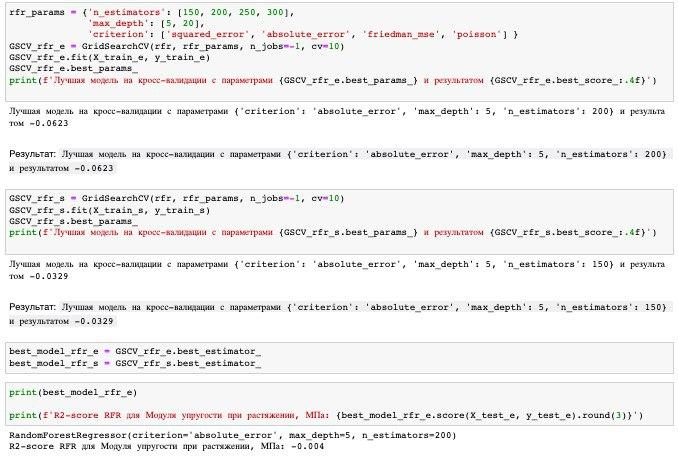 rfr_params = {'n_estimators': [150, 200, 250, 300],
'max_depth': [5, 20],
'criterion': ['squared_error', 'absolute_error', 'friedman_mse', 'poisson'] }
GSCV_rfr_e = GridSearchCV(rfr, rfr_params, n_jobs=-1, cv=10)
GSCV_rfr_e.fit(X_train_e, y_train_e)
GSCV_rfr_e.best_params_
print(f'Лучшая модель на кросс-валидации с параметрами {GSCV_rfr_e.best_params_} и результатом {GSCV_rfr_e.best_score_:.4f}')
Лучшая модель на кросс-валидации с параметрами {'criterion': 'absolute_error', 'max_depth': 5, 'n_estimators': 200} и результа
том -0.0623
Результат: Лучшая модель на кросс-валидации с параметрами {'criterion': 'absolute_error', 'max_depth': 5, 'n_estimators': 200}
и результатом -0.0623
GSCV_rfr_s = GridSearchCV(rfr, rfr_params, n_jobs=-1, cv=10)
GSCV_rfr_s.fit(X_train_s, y_train_s)
GSCV_rfr_s.best_params_
print(f'Лучшая модель на кросс-валидации с параметрами {GSCV_rfr_s.best_params_} и результатом {GSCV_rfr_s.best_score_:.4f}')
Лучшая модель на кросс-валидации с параметрами {'criterion': 'absolute_error', 'max_depth': 5, 'n_estimators': 150} и результа
том -0.0329
Результат: Лучшая модель на кросс-валидации с параметрами {'criterion': 'absolute_error', 'max_depth': 5, 'n_estimators': 150}
и результатом -0.0329
best_model_rfr_e = GSCV_rfr_e.best_estimator_
best_model_rfr_s = GSCV_rfr_s.best_estimator_
print(best_model_rfr_e)
print(f'R2-score RFR для Модуля упругости при растяжении, МПа: {best_model_rfr_e.score(X_test_e, y_test_e).round(3)}')
RandomForestRegressor(criterion='absolute_error', max_depth=5, n_estimators=200)
R2-score RFR для Модуля упругости при растяжении, МПа: -0.004